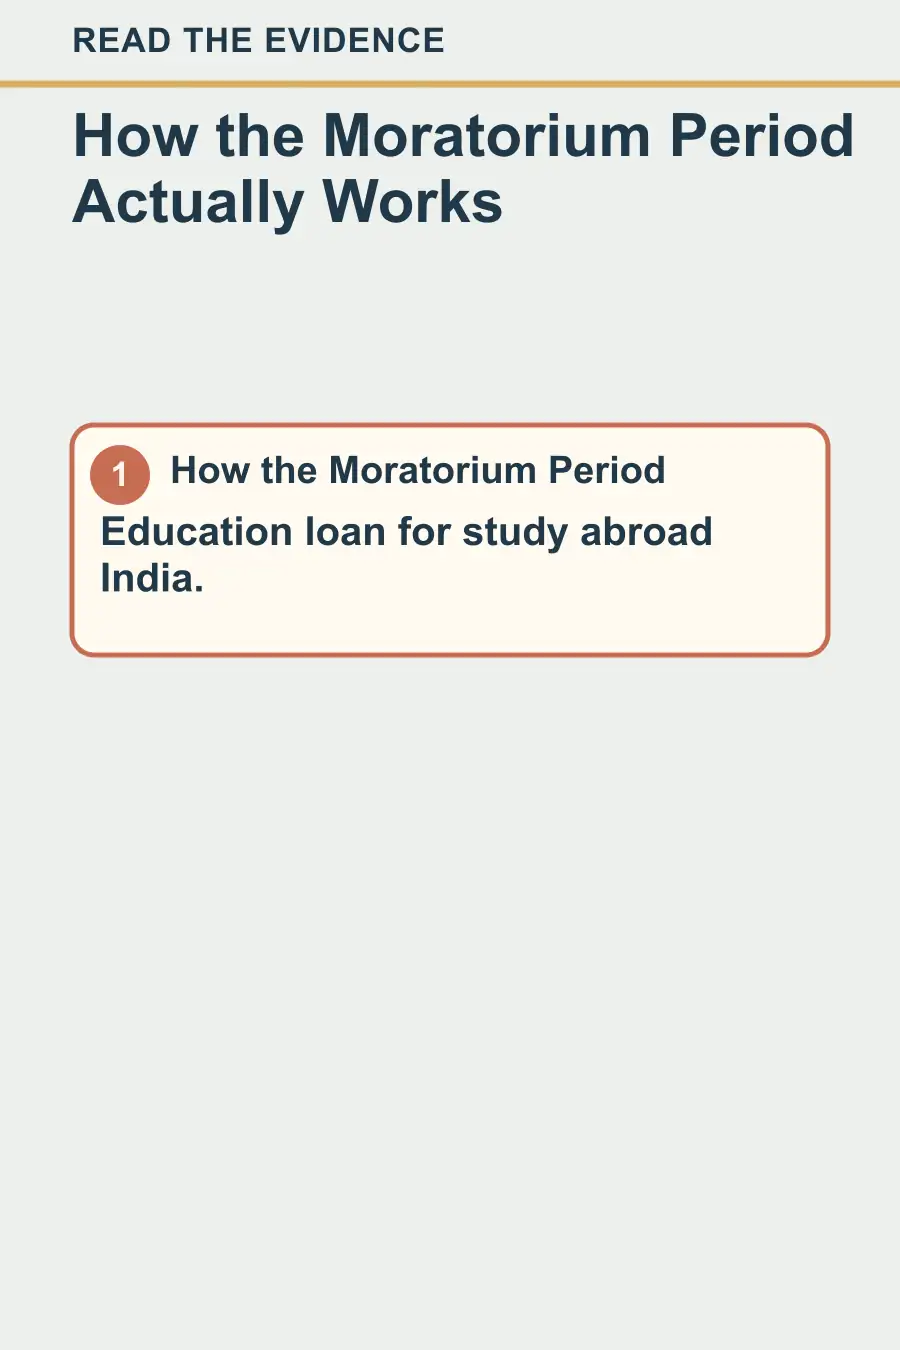 READ THE EVIDENCE
How the Moratorium Period
Actually Works
1 How the Moratorium Period
Education loan for study abroad
India.